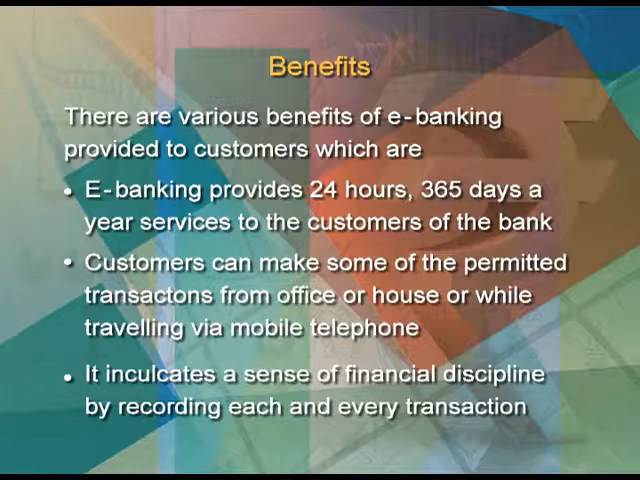 Benefits
There are various benefits of e-banking
provided to customers which are
• E-banking provides 24 hours, 365 days a
year services to the customers of the bank
• Customers can make some of the permitted
transactons from office or house or while
travelling via mobile telephone
• It inculcates a sense of financial discipline
by recording each and every transaction